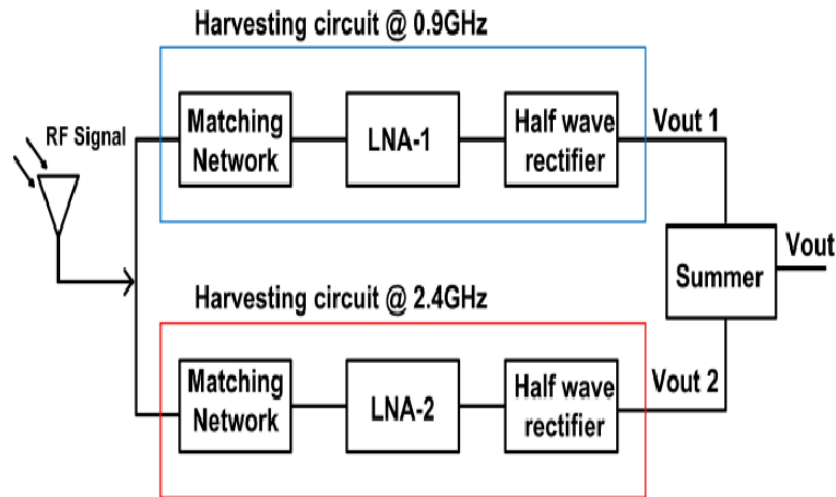 Harvesting circuit @ 0.9GHz
RF Signal
Matching
Network
LNA-1
Half wave
rectifier
Vout 1
Summer
Vout
Harvesting circuit @ 2.4GHz
Matching
Network
LNA-2
Half wave
rectifier
Vout 2